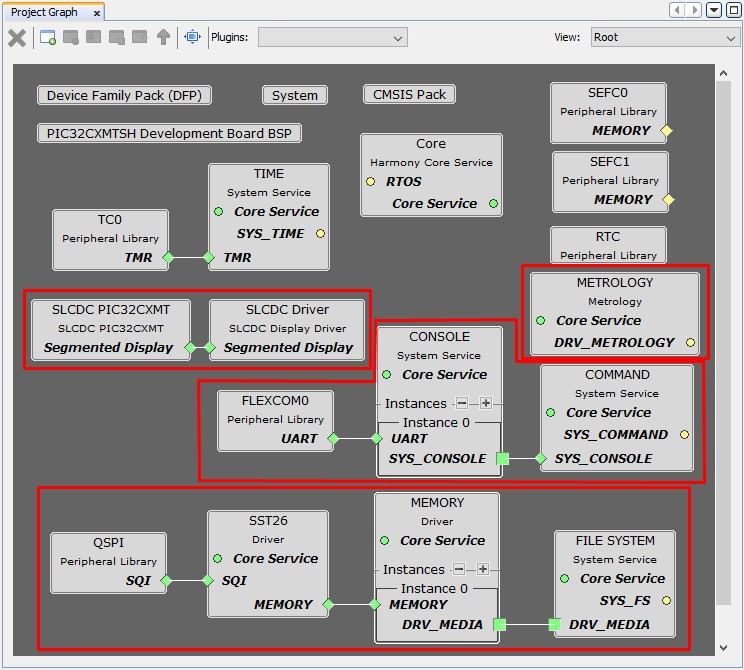 Project Graph ×
Plugins:
View: Root
Device Family Pack (DFP)
System
CMSIS Pack
PIC32CXMTSH Development Board BSP
SEFC0
Peripheral Library
MEMORY
SEFC1
Peripheral Library
MEMORY
Core
Harmony Core Service
RTOS
Core Service
TIME
System Service
Core Service
SYS_TIME
TMR
TC0
Peripheral Library
TMR
RTC
Peripheral Library
METROLOGY
Metrology
Core Service
DRV_METROLOGY
SLCDC PIC32CXMT
SLCDC PIC32CXMT
Segmented Display
SLCDC Driver
SLCDC Display Driver
Segmented Display
CONSOLE
System Service
Core Service
Instances
Instance 0
UART
SYS_CONSOLE
FLEXCOM0
Peripheral Library
UART
COMMAND
System Service
Core Service
SYS_COMMAND
SYS_CONSOLE
QSPI
Peripheral Library
SQI
SST26
Driver
Core Service
SQI
MEMORY
MEMORY
Driver
Core Service
Instances
Instance 0
MEMORY
DRV_MEDIA
FILE SYSTEM
System Service
Core Service
SYS_FS
DRV_MEDIA